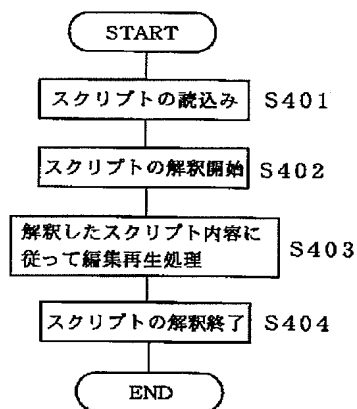 START
スクリプトの読込み S401
スクリプトの解釈開始 S402
解釈したスクリプト内容に
従って編集再生処理 S403
スクリプトの解釈終了 S404
END